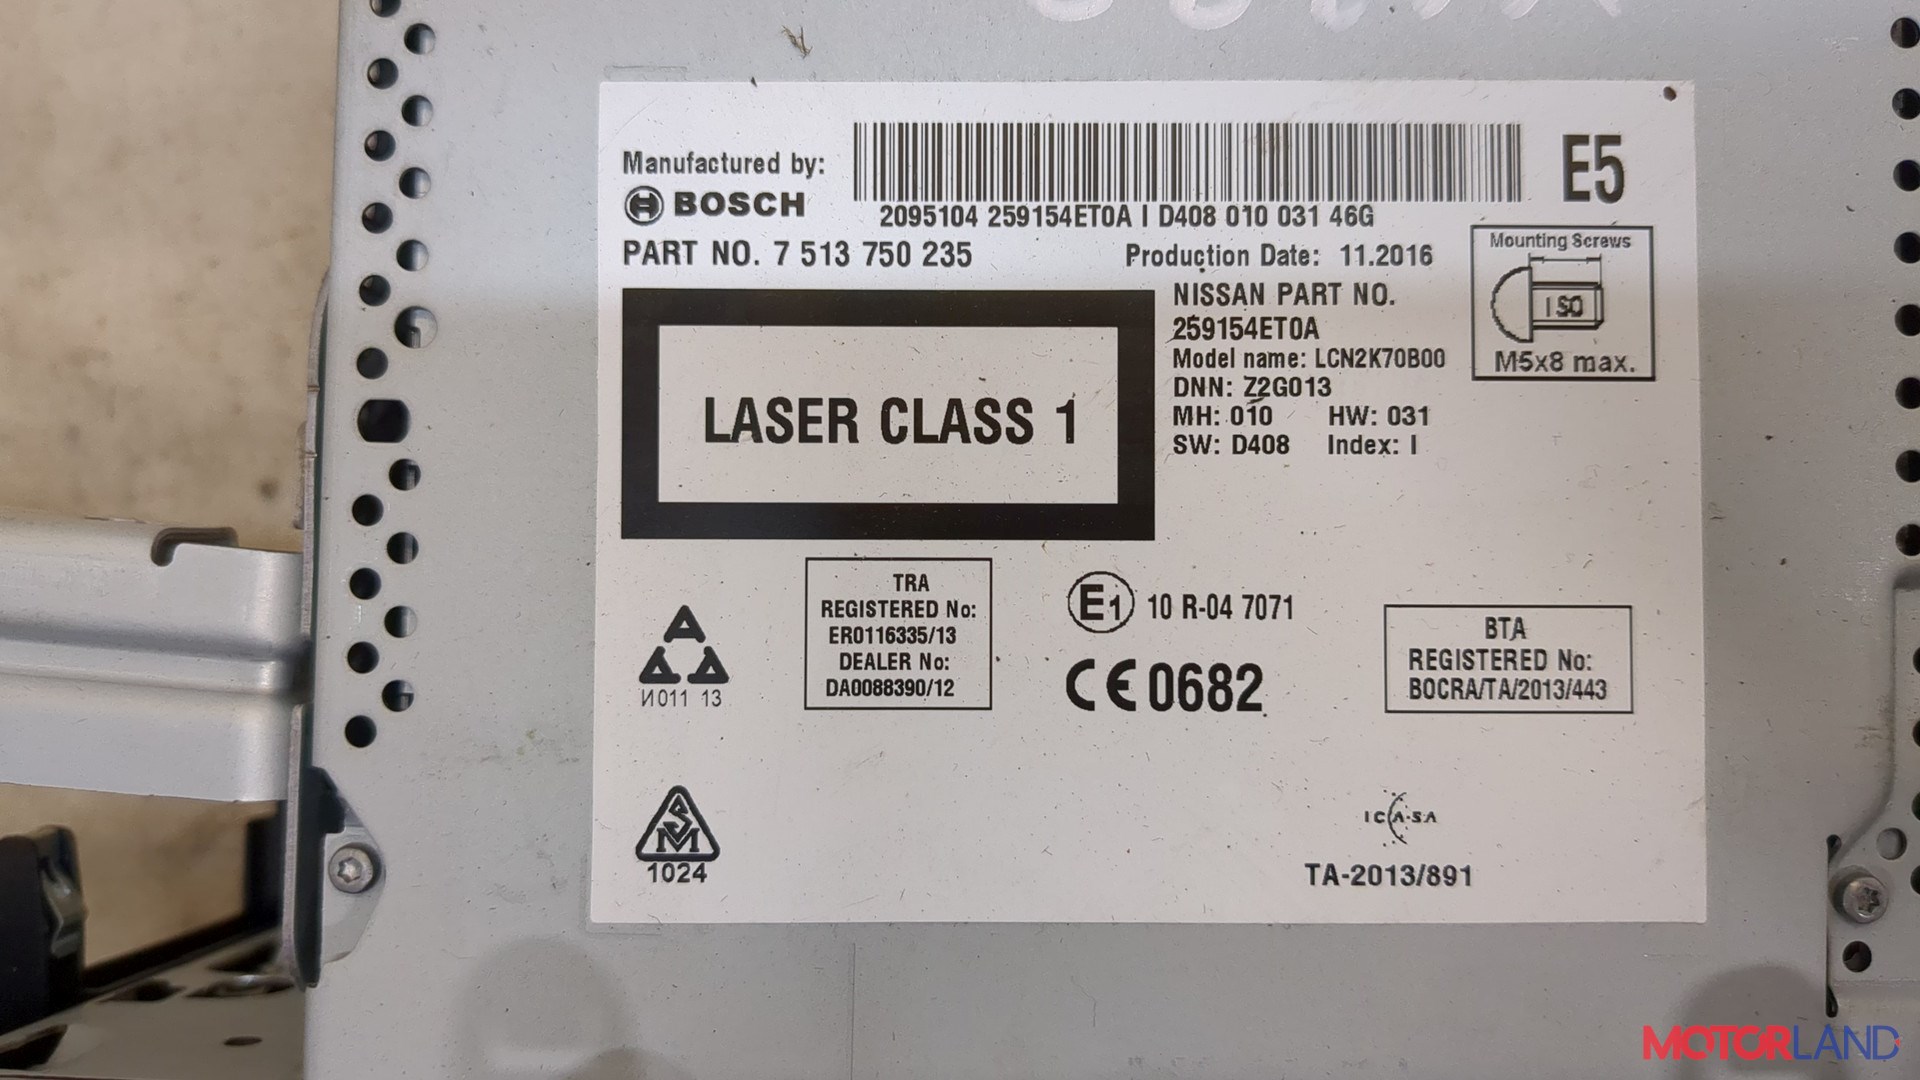 Manufactured by:
BOSCH
2095104 259154ET0A I D408 010 031 46G
E5
PART NO. 7 513 750 235
Production Date: 11.2016
Mounting Screws
ISO
M5x8 max.
NISSAN PART NO.
259154ET0A
Model name: LCN2K70B00
DNN: Z2G013
MH: 010 HW: 031
SW: D408 Index: I
LASER CLASS 1
TRA
REGISTERED No:
ER0116335/13
DEALER No:
DA0088390/12
E1 10 R-04 7071
CE 0682
BTA
REGISTERED No:
BOCRA/TA/2013/443
И011 13
1024
ICASA
TA-2013/891
MOTORLAND